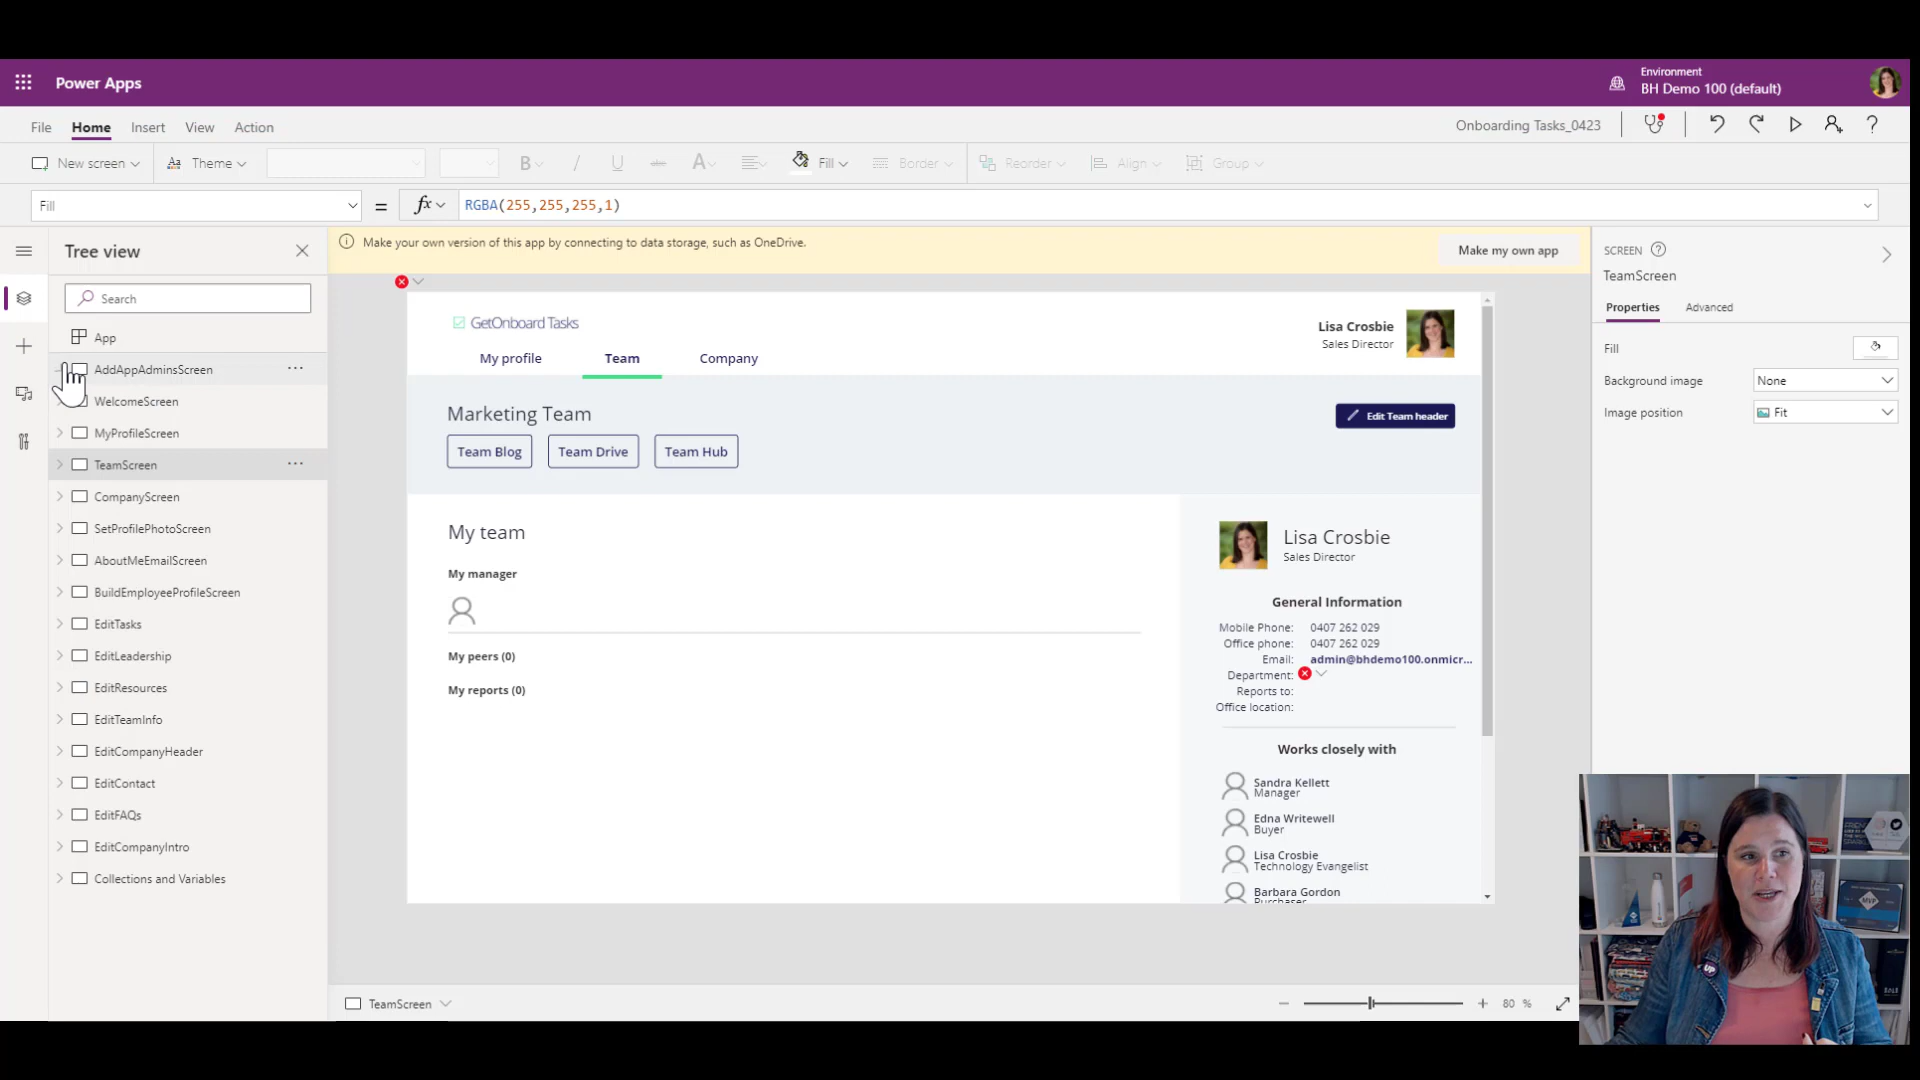 Power Apps
Environment
BH Demo 100 (default)
File Home Insert View Action
Onboarding Tasks_0423
New screen Theme B I U abc A Fill Border Reorder Align Group
Fill = fx RGBA(255,255,255,1)
Tree view
Search
App
AddAppAdminsScreen
WelcomeScreen
MyProfileScreen
TeamScreen
CompanyScreen
SetProfilePhotoScreen
AboutMeEmailScreen
BuildEmployeeProfileScreen
EditTasks
EditLeadership
EditResources
EditTeamInfo
EditCompanyHeader
EditContact
EditFAQs
EditCompanyIntro
Collections and Variables
Make your own version of this app by connecting to data storage, such as OneDrive.
Make my own app
GetOnboard Tasks
Lisa Crosbie
Sales Director
My profile Team Company
Marketing Team
Edit Team header
Team Blog Team Drive Team Hub
My team
My manager
My peers (0)
My reports (0)
Lisa Crosbie
Sales Director
General Information
Mobile Phone: 0407 262 029
Office phone: 0407 262 029
Email: admin@bhdemo100.onmicr...
Department:
Reports to:
Office location:
Works closely with
Sandra Kellett
Manager
Edna Writewell
Buyer
Lisa Crosbie
Technology Evangelist
Barbara Gordon
Purchaser
TeamScreen
80 %
SCREEN
TeamScreen
Properties Advanced
Fill
Background image None
Image position Fit
MVP
UP